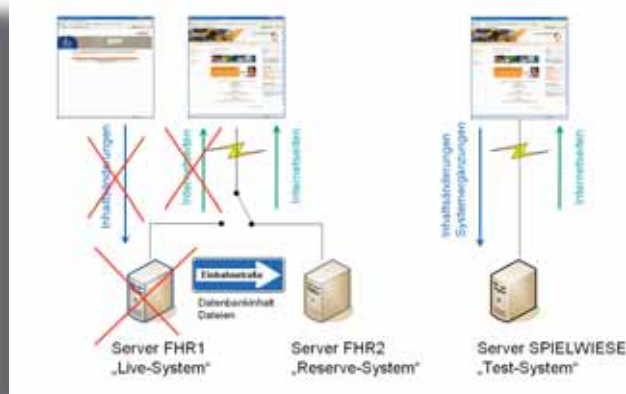 Inhaltsänderungen
Internetseiten
Internetseiten
Inhaltsänderungen
Systemergänzungen
Internetseiten
Einbahnstraße
Datenbankinhalt
Dateien
Server FHR1
„Live-System“
Server FHR2
„Reserve-System“
Server SPIELWIESE
„Test-System“